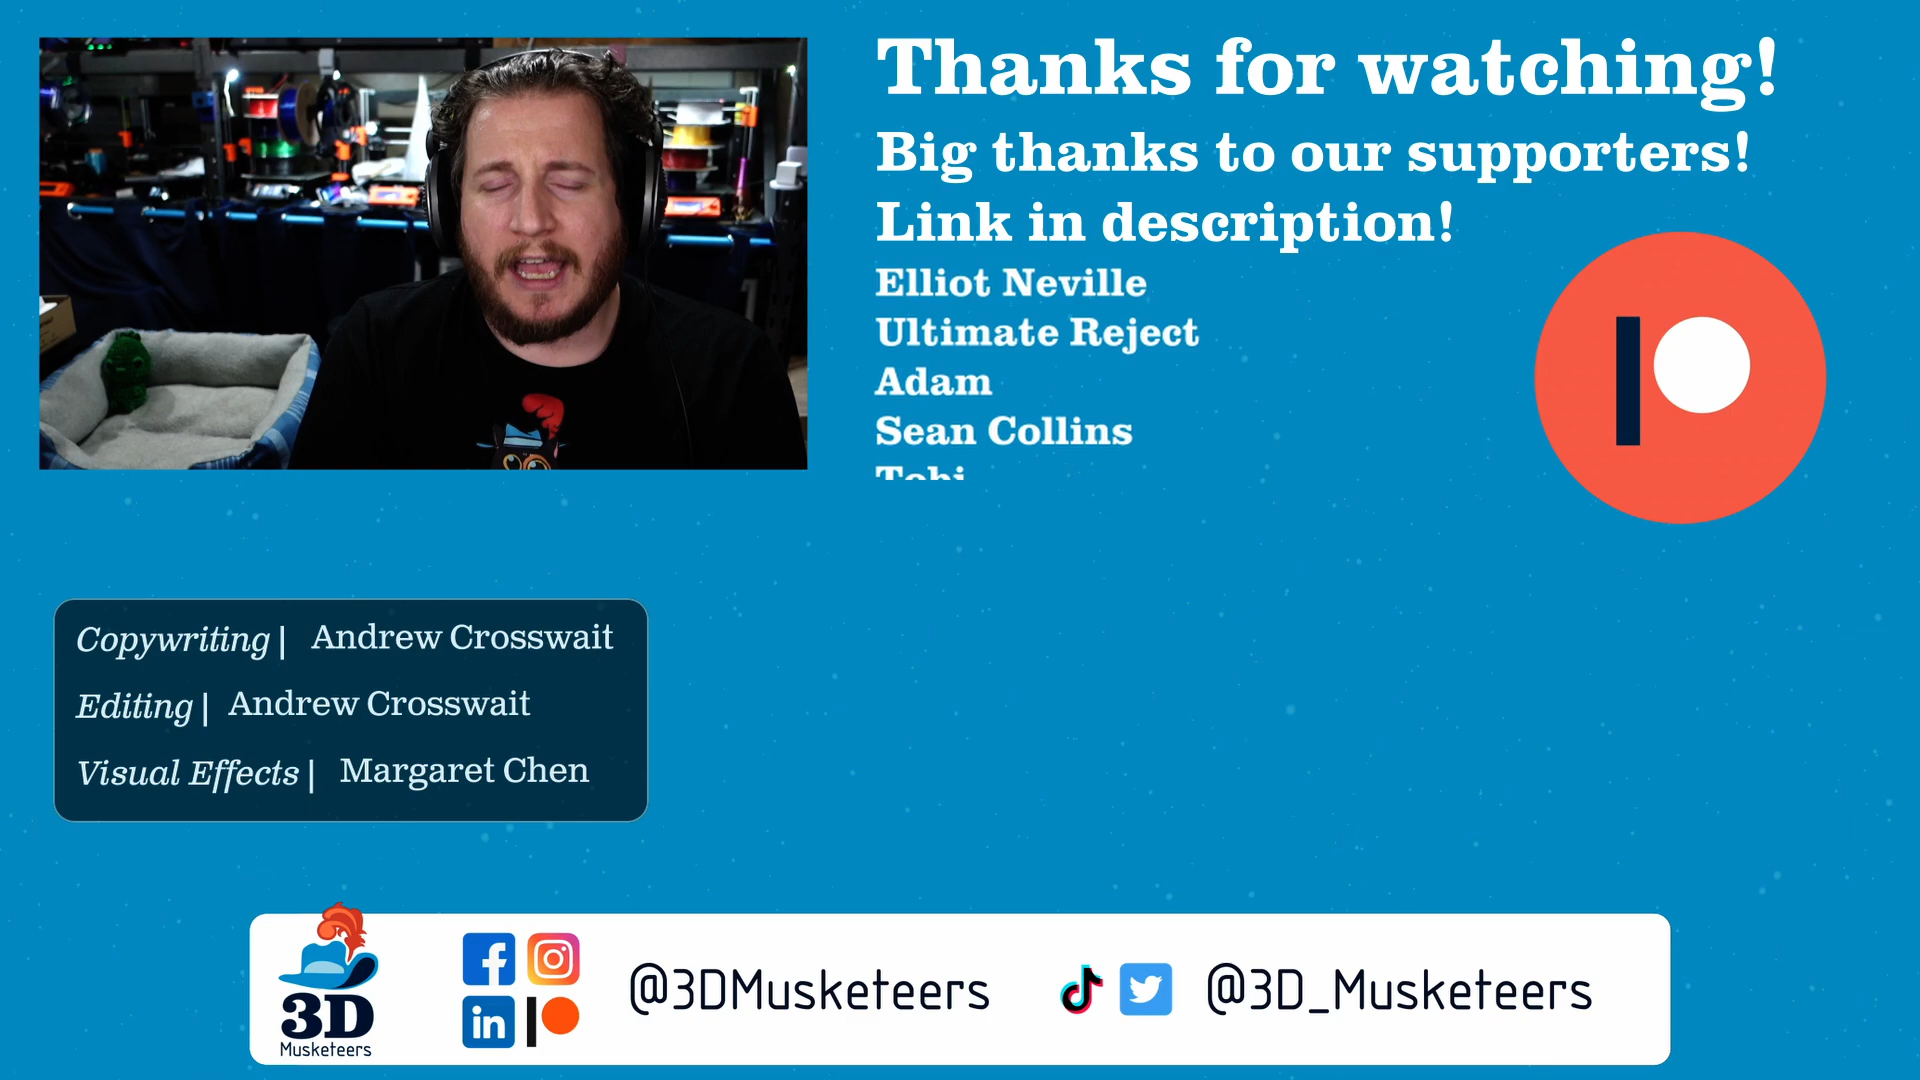 Thanks for watching!
Big thanks to our supporters!
Link in description!
Elliot Neville
Ultimate Reject
Adam
Sean Collins
Tobi
Copywriting | Andrew Crosswait
Editing | Andrew Crosswait
Visual Effects | Margaret Chen
3D
Musketeers
@3DMusketeers
@3D_Musketeers